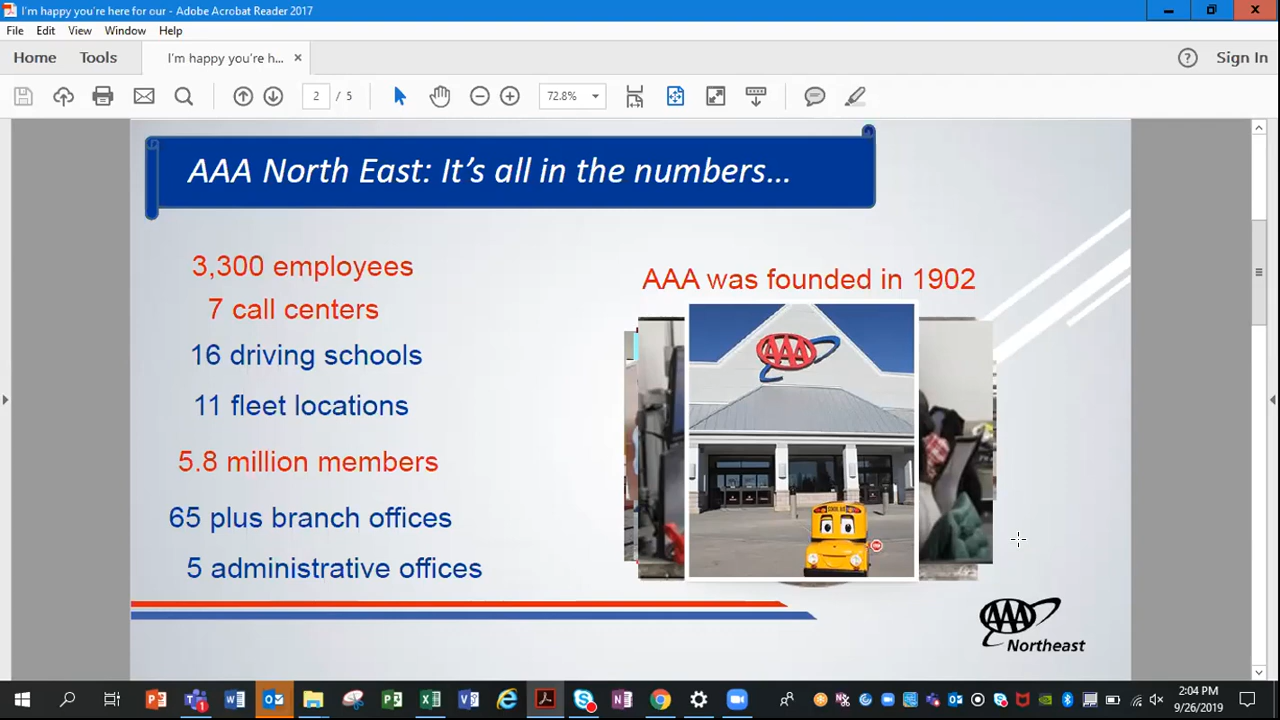 I'm happy you're here for our - Adobe Acrobat Reader 2017
File Edit View Window Help
Home Tools I'm happy you're h... × Sign In
2 / 5 72.8%
AAA North East: It's all in the numbers...
3,300 employees
7 call centers
16 driving schools
11 fleet locations
5.8 million members
65 plus branch offices
5 administrative offices
AAA was founded in 1902
AAA
SCHOOL BUS
AAA
Northeast
2:04 PM
9/26/2019